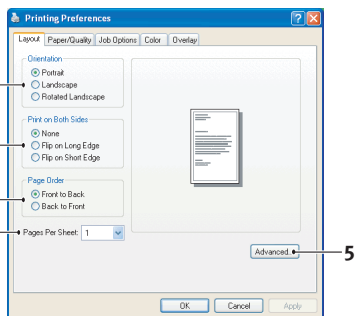 Printing Preferences
Layout Paper/Quality Job Options Color Overlay
Orientation
Portrait
Landscape
Rotated Landscape
Print on Both Sides
None
Flip on Long Edge
Flip on Short Edge
Page Order
Front to Back
Back to Front
Pages Per Sheet: 1
Advanced.. 5
OK Cancel Apply